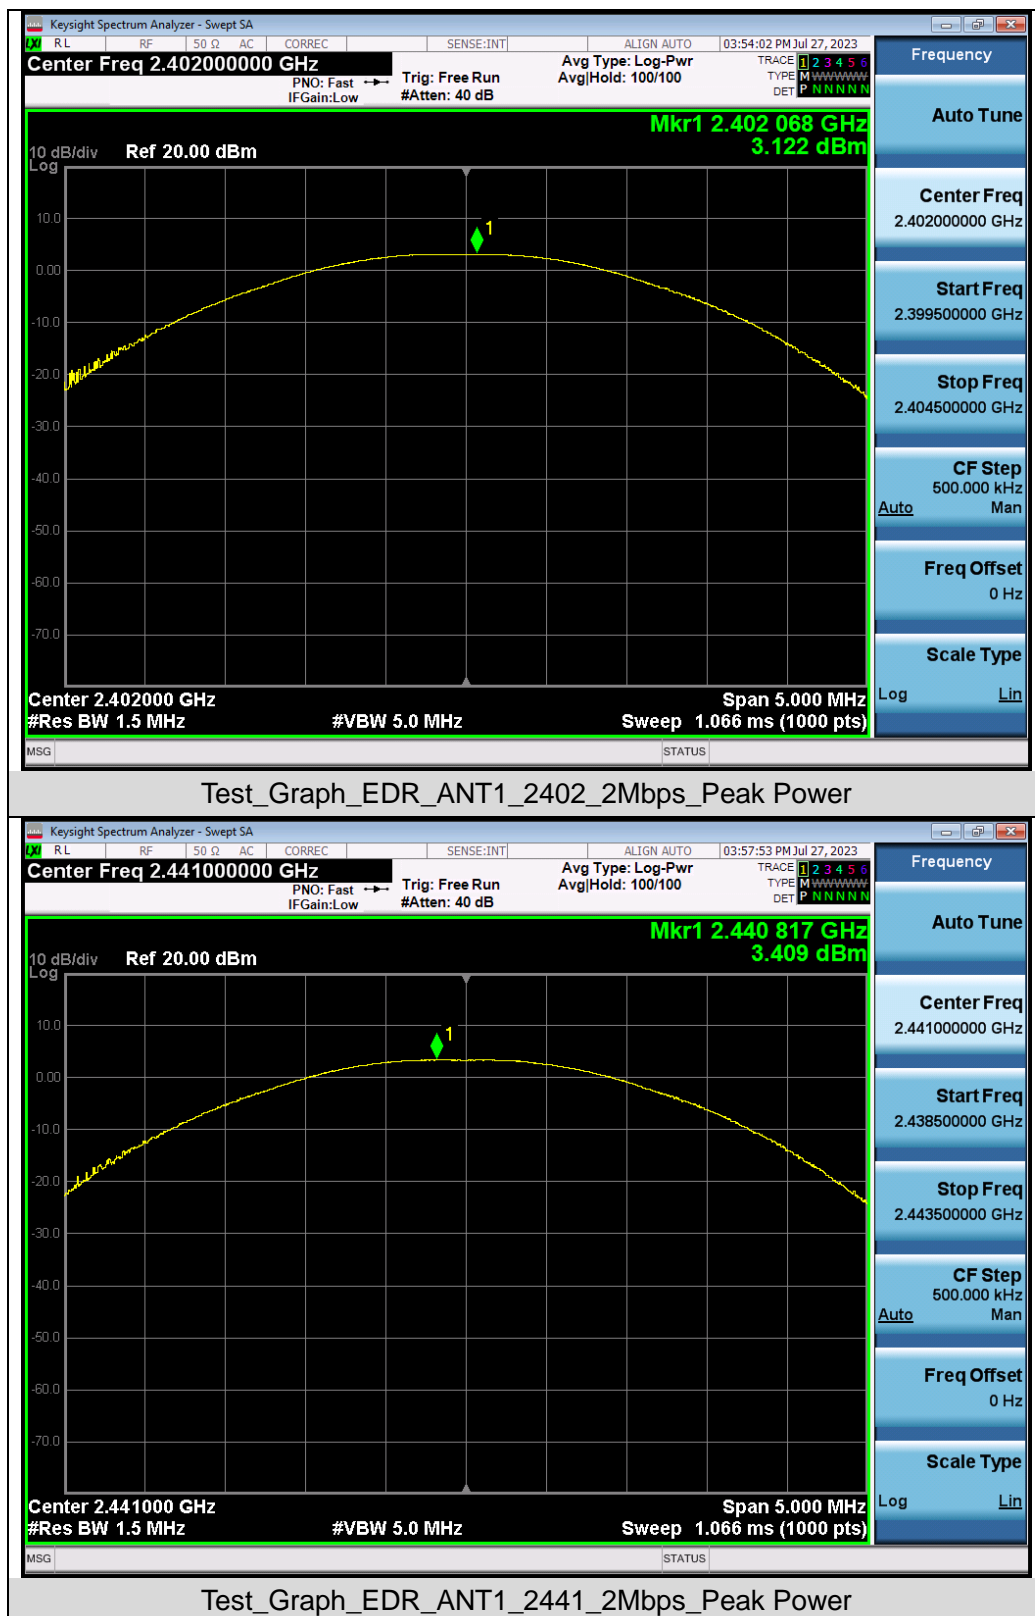 Keysight Spectrum Analyzer - Swept SA
LXI RL RF 50 Ω AC CORREC SENSE:INT ALIGN AUTO 03:54:02 PM Jul 27, 2023
Center Freq 2.402000000 GHz
PNO: Fast
IFGain:Low
Trig: Free Run
#Atten: 40 dB
Avg Type: Log-Pwr
Avg|Hold: 100/100
TRACE 1 2 3 4 5 6
TYPE M WWWWW
DET P N N N N N
Mkr1 2.402 068 GHz
3.122 dBm
10 dB/div Ref 20.00 dBm
Log
10.0
1
0.00
-10.0
-20.0
-30.0
-40.0
-50.0
-60.0
-70.0
Center 2.402000 GHz Span 5.000 MHz
#Res BW 1.5 MHz #VBW 5.0 MHz Sweep 1.066 ms (1000 pts)
MSG STATUS
Frequency
Auto Tune
Center Freq
2.402000000 GHz
Start Freq
2.399500000 GHz
Stop Freq
2.404500000 GHz
CF Step
500.000 kHz
Auto Man
Freq Offset
0 Hz
Scale Type
Log Lin
Test_Graph_EDR_ANT1_2402_2Mbps_Peak Power
Keysight Spectrum Analyzer - Swept SA
LXI RL RF 50 Ω AC CORREC SENSE:INT ALIGN AUTO 03:57:53 PM Jul 27, 2023
Center Freq 2.441000000 GHz
PNO: Fast
IFGain:Low
Trig: Free Run
#Atten: 40 dB
Avg Type: Log-Pwr
Avg|Hold: 100/100
TRACE 1 2 3 4 5 6
TYPE M WWWWW
DET P N N N N N
Mkr1 2.440 817 GHz
3.409 dBm
10 dB/div Ref 20.00 dBm
Log
10.0
1
0.00
-10.0
-20.0
-30.0
-40.0
-50.0
-60.0
-70.0
Center 2.441000 GHz Span 5.000 MHz
#Res BW 1.5 MHz #VBW 5.0 MHz Sweep 1.066 ms (1000 pts)
MSG STATUS
Frequency
Auto Tune
Center Freq
2.441000000 GHz
Start Freq
2.438500000 GHz
Stop Freq
2.443500000 GHz
CF Step
500.000 kHz
Auto Man
Freq Offset
0 Hz
Scale Type
Log Lin
Test_Graph_EDR_ANT1_2441_2Mbps_Peak Power